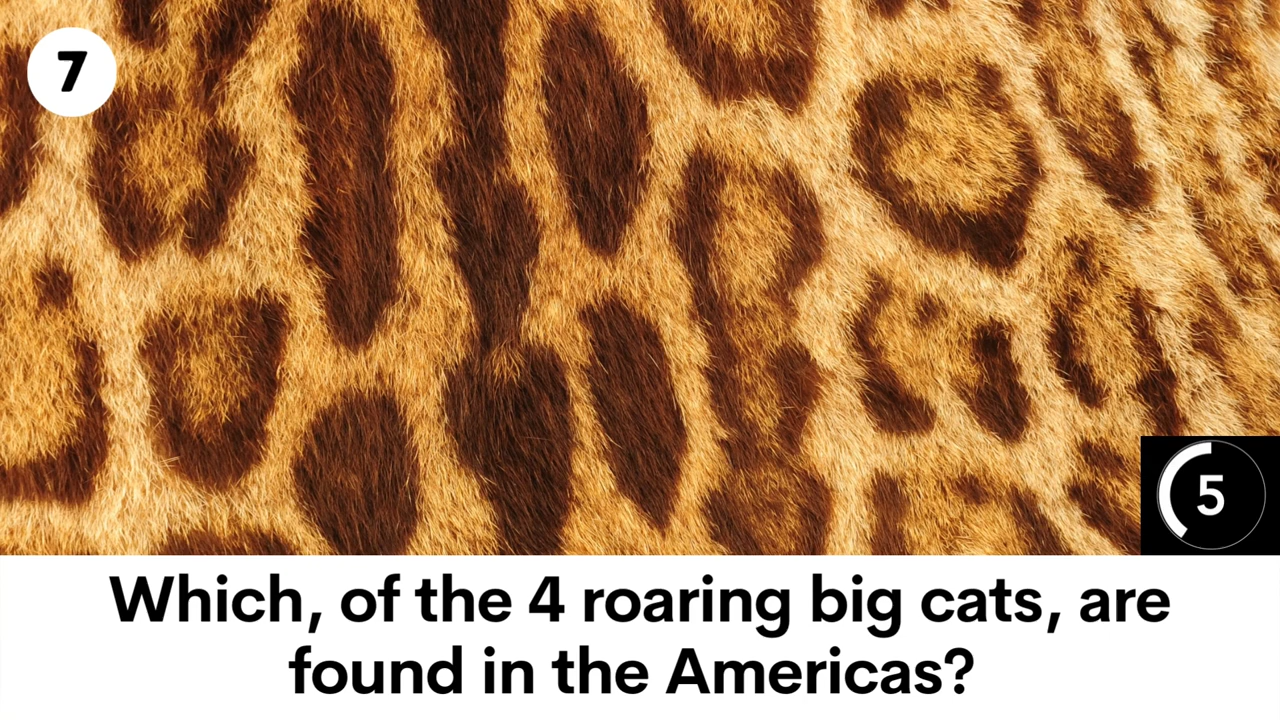 7
5
Which, of the 4 roaring big cats, are
found in the Americas?